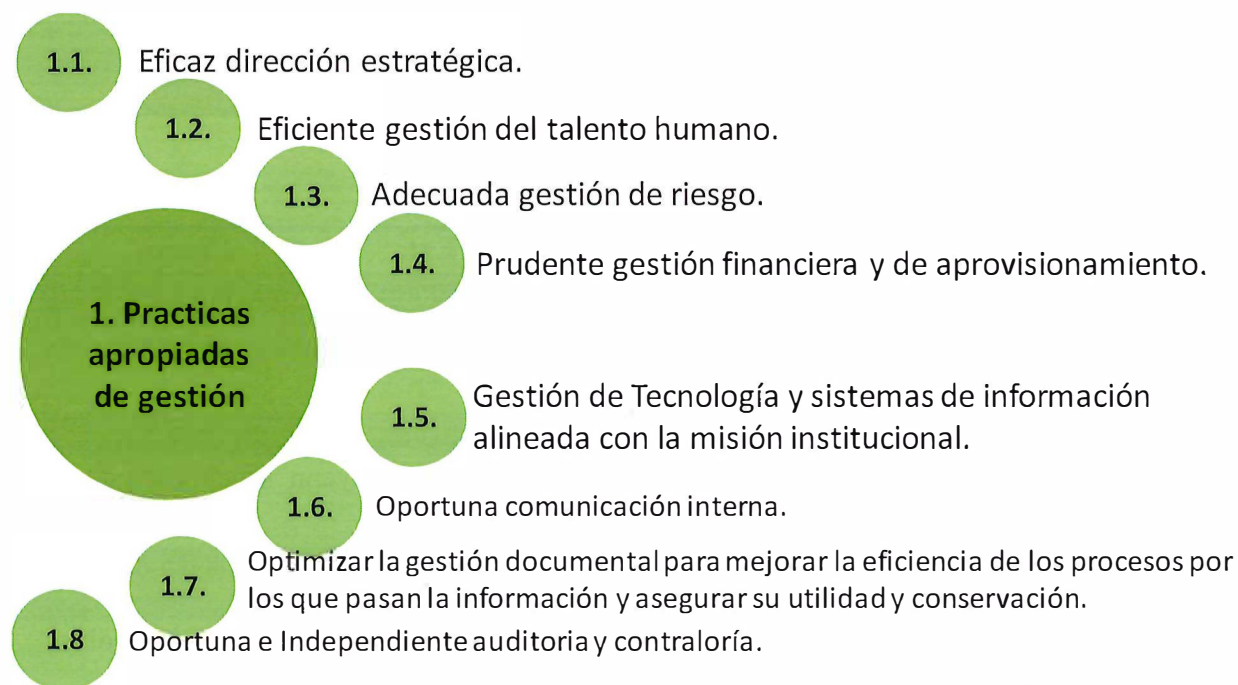 1.1. Eficaz dirección estratégica.
1.2. Eficiente gestión del talento humano.
1.3. Adecuada gestión de riesgo.
1.4. Prudente gestión financiera y de aprovisionamiento.
1. Practicas
apropiadas
de gestión
1.5. Gestión de Tecnología y sistemas de información
alineada con la misión institucional.
1.6. Oportuna comunicación interna.
1.7. Optimizar la gestión documental para mejorar la eficiencia de los procesos por
los que pasan la información y asegurar su utilidad y conservación.
1.8 Oportuna e Independiente auditoria y contraloría.